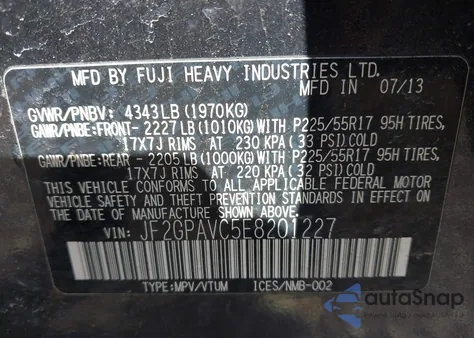 MFD BY FUJI HEAVY INDUSTRIES LTD.
MFD IN 07/13
GVWR/PNBV: 4343LB (1970KG)
GAWR/PNBE:FRONT- 2227LB(1010KG)WITH P225/55R17 95H TIRES,
17X7J RIMS AT 230 KPA(33 PSI)COLD
GAWR/PNBE:REAR - 2205LB(1000KG)WITH P225/55R17 95H TIRES,
17X7J RIMS AT 220 KPA(32 PSI)COLD
THIS VEHICLE CONFORMS TO ALL APPLICABLE FEDERAL MOTOR
VEHICLE SAFETY, BUMPER, AND THEFT PREVENTION
STANDARDS IN EFFECT ON THE DATE OF
MANUFACTURE SHOWN ABOVE.
VIN: JF2GPAVC5E8201227
TYPE:MPV/VTUM ICES/NMB-002
autoSnap